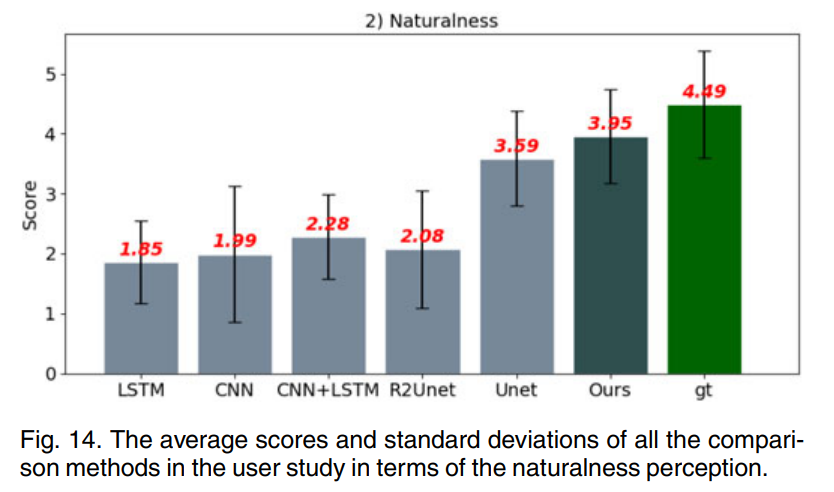 2) Naturalness
Score
5
4
3
2
1
0
1.85
1.99
2.28
2.08
3.59
3.95
4.49
LSTM CNN CNN+LSTM R2Unet Unet Ours gt
Fig. 14. The average scores and standard deviations of all the compari-
son methods in the user study in terms of the naturalness perception.